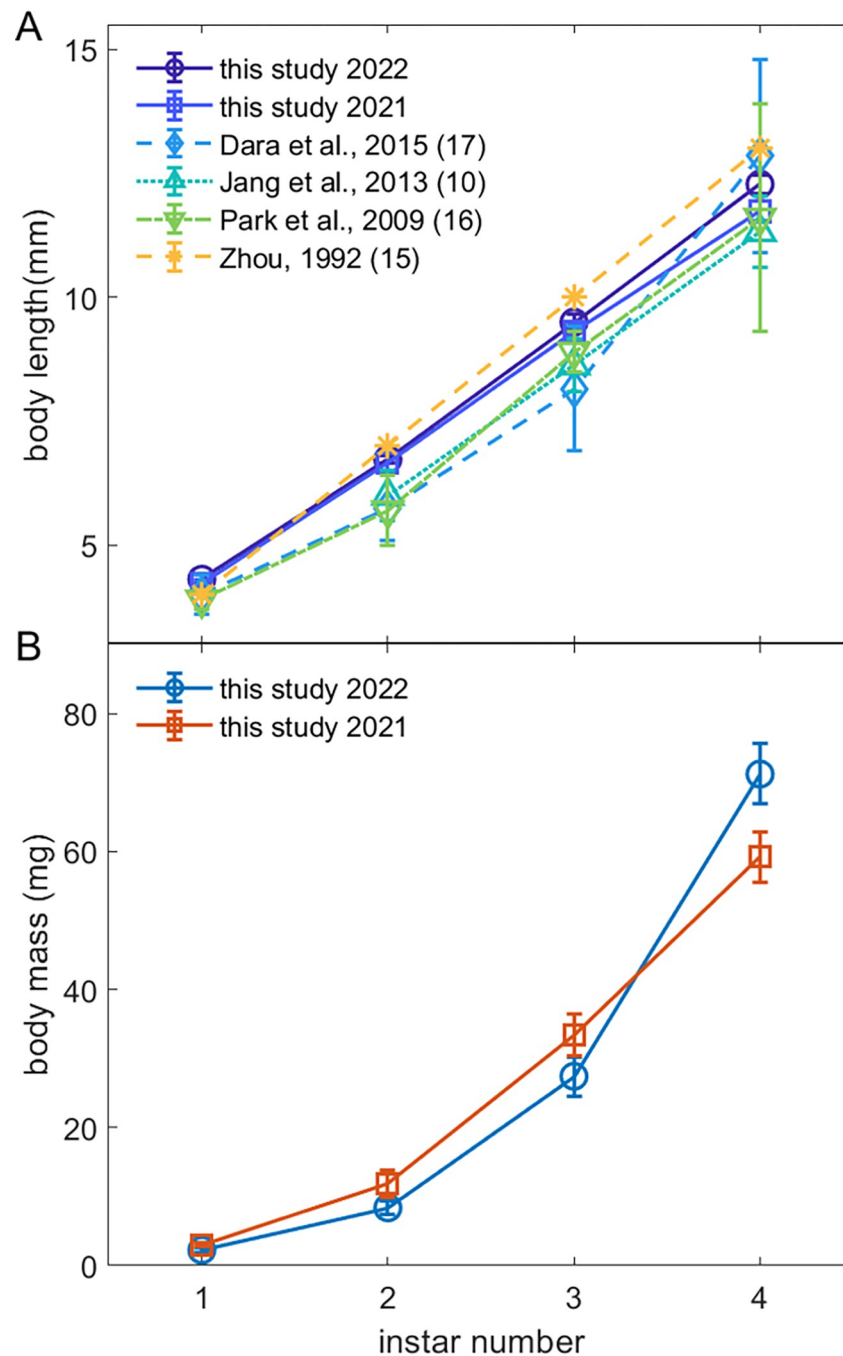 A
15
this study 2022
this study 2021
Dara et al., 2015 (17)
Jang et al., 2013 (10)
Park et al., 2009 (16)
Zhou, 1992 (15)
10
5
body length(mm)
B
this study 2022
this study 2021
80
60
40
20
0
body mass (mg)
1 2 3 4
instar number